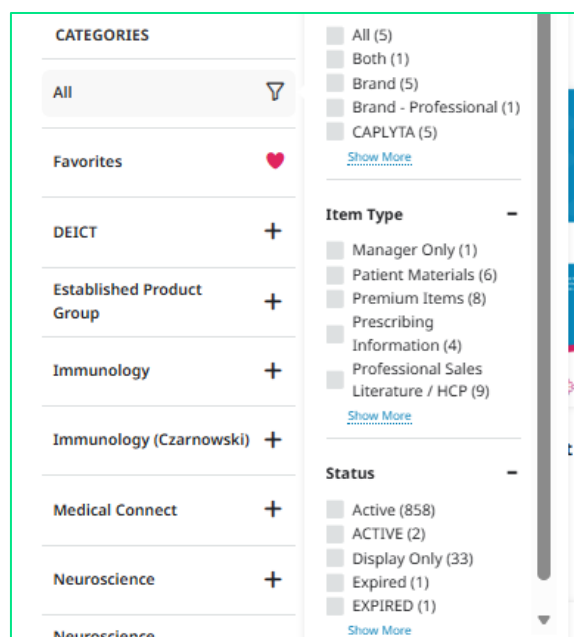 CATEGORIES
All
Favorites
DEICT
Established Product
Group
Immunology
Immunology (Czarnowski)
Medical Connect
Neuroscience
Neuroscience
All (5)
Both (1)
Brand (5)
Brand - Professional (1)
CAPLYTA (5)
Show More
Item Type
Manager Only (1)
Patient Materials (6)
Premium Items (8)
Prescribing
Information (4)
Professional Sales
Literature / HCP (9)
Show More
Status
Active (858)
ACTIVE (2)
Display Only (33)
Expired (1)
EXPIRED (1)
Show More